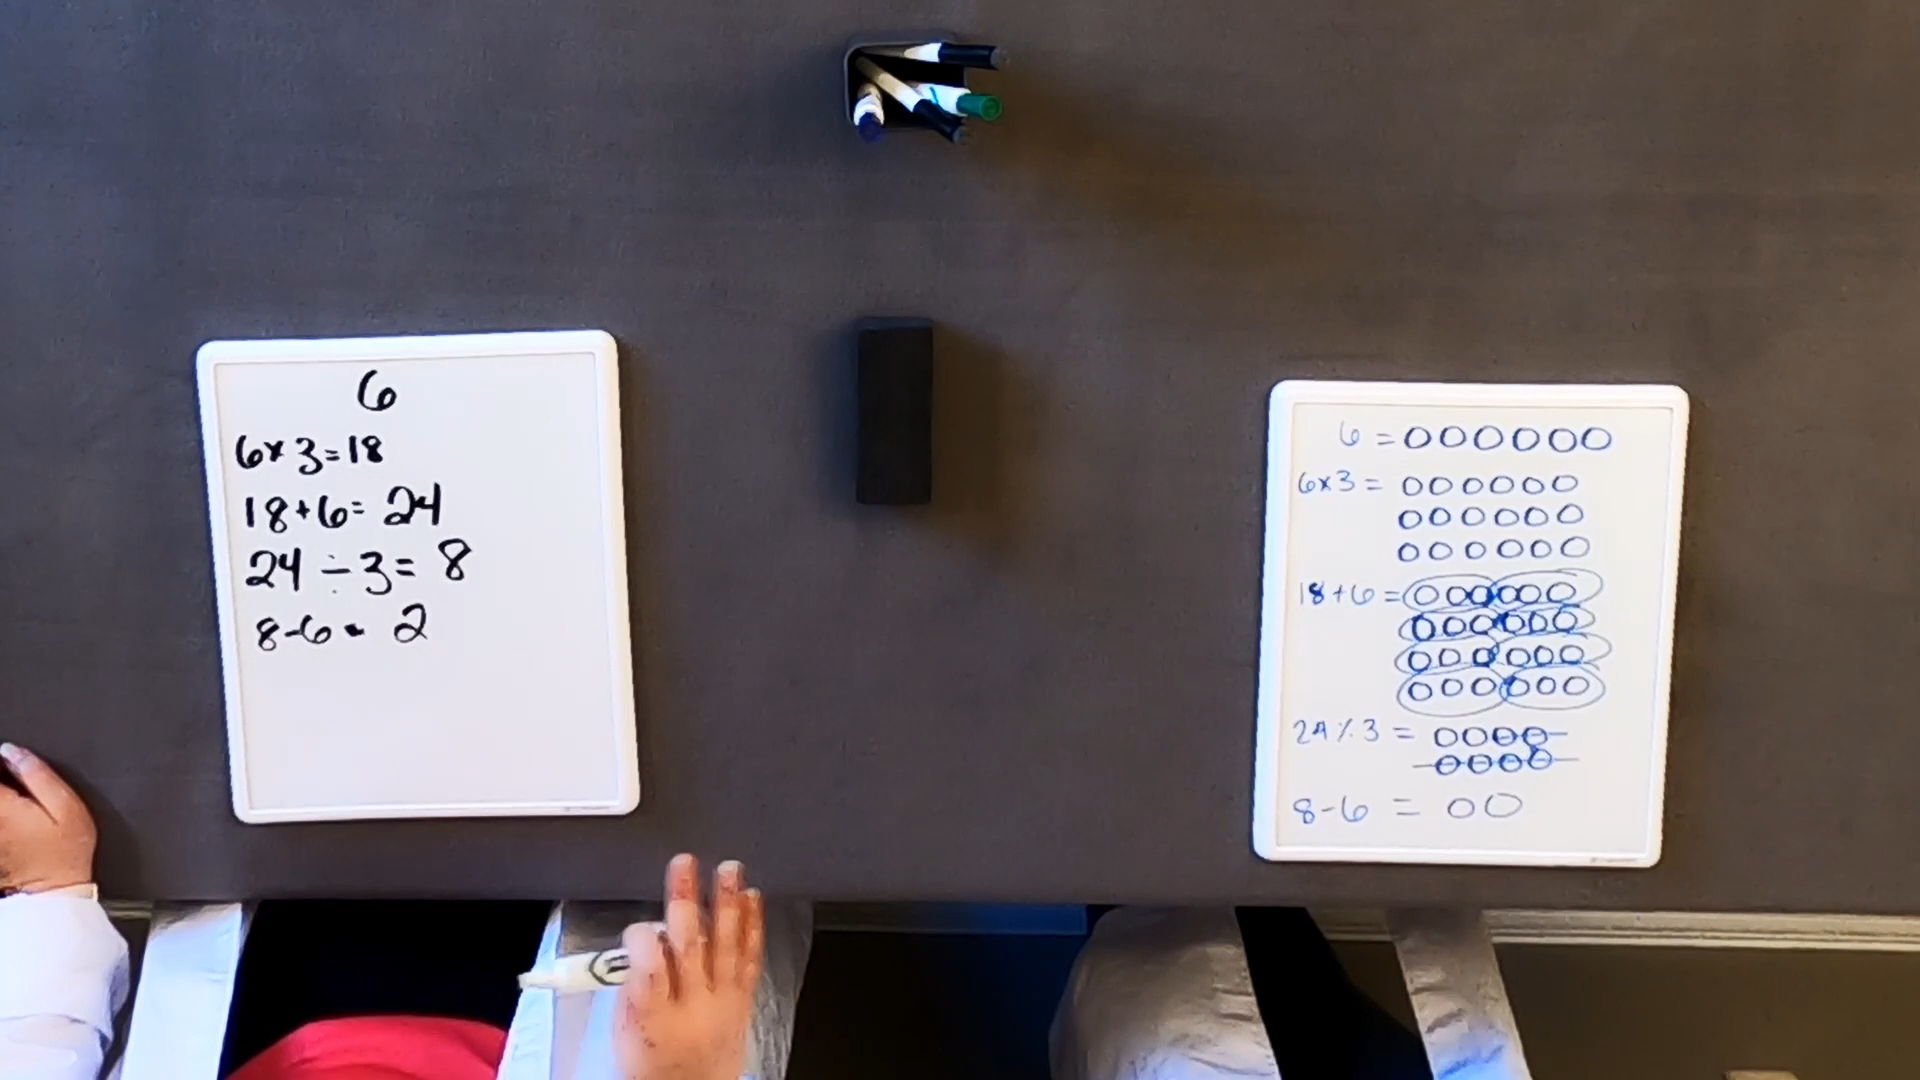 6
6x3=18
18+6=24
24÷3=8
8-6= 2
6 = OOOOOO
6x3 = OOOOOO
OOOOOO
OOOOOO
18+6 = OOOOOO
OOOOOO
OOOOOO
OOOOOO
24 ÷ 3 = OOOO
OOOO
8-6 = OO